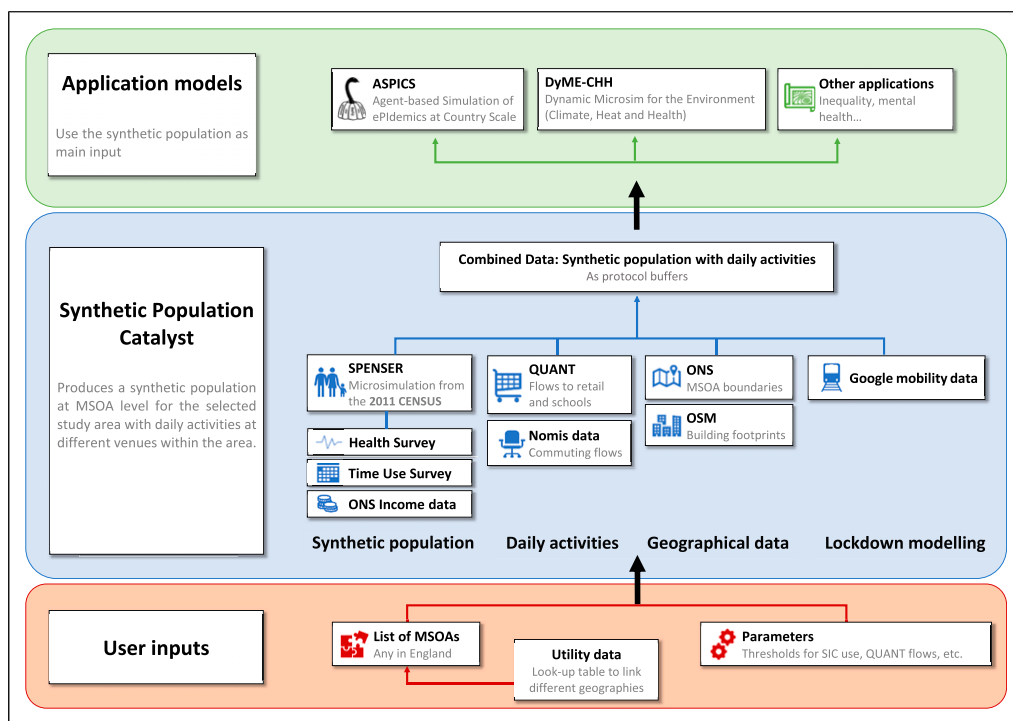 Application models
Use the synthetic population as
main input
ASPICS
Agent-based Simulation of
ePIdemics at Country Scale
DyME-CHH
Dynamic Microsim for the Environment
(Climate, Heat and Health)
Other applications
Inequality, mental
health…
Combined Data: Synthetic population with daily activities
As protocol buffers
Synthetic Population
Catalyst
Produces a synthetic population
at MSOA level for the selected
study area with daily activities at
different venues within the area.
SPENSER
Microsimulation from
the 2011 CENSUS
Health Survey
Time Use Survey
ONS Income data
QUANT
Flows to retail
and schools
Nomis data
Commuting flows
ONS
MSOA boundaries
OSM
Building footprints
Google mobility data
Synthetic population
Daily activities
Geographical data
Lockdown modelling
User inputs
List of MSOAs
Any in England
Utility data
Look-up table to link
different geographies
Parameters
Thresholds for SIC use, QUANT flows, etc.